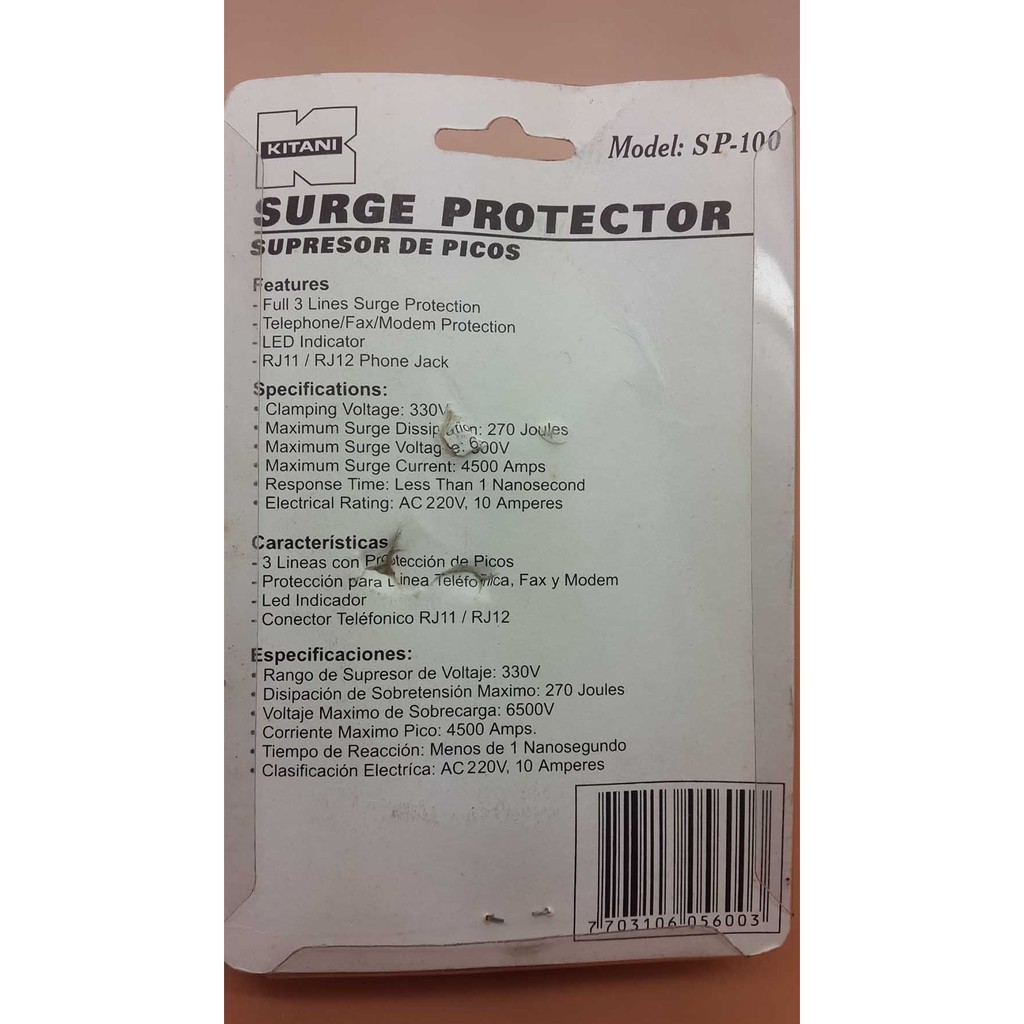 KITANI
Model: SP-100
SURGE PROTECTOR
SUPRESOR DE PICOS
Features
- Full 3 Lines Surge Protection
- Telephone/Fax/Modem Protection
- LED Indicator
- RJ11 / RJ12 Phone Jack
Specifications:
• Clamping Voltage: 330V
• Maximum Surge Dissipation: 270 Joules
• Maximum Surge Voltage:
• Maximum Surge Current: 4500 Amps
• Response Time: Less Than 1 Nanosecond
• Electrical Rating: AC 220V, 10 Amperes
Características
- 3 Lineas con Protección de Picos
- Protección para Linea Teléfonica, Fax y Modem
- Led Indicador
- Conector Teléfonico RJ11 / RJ12
Especificaciones:
• Rango de Supresor de Voltaje: 330V
• Disipación de Sobretensión Maximo: 270 Joules
• Voltaje Maximo de Sobrecarga: 6500V
• Corriente Maximo Pico: 4500 Amps.
• Tiempo de Reacción: Menos de 1 Nanosegundo
• Clasificación Electríca: AC 220V, 10 Amperes
7 703106 056003